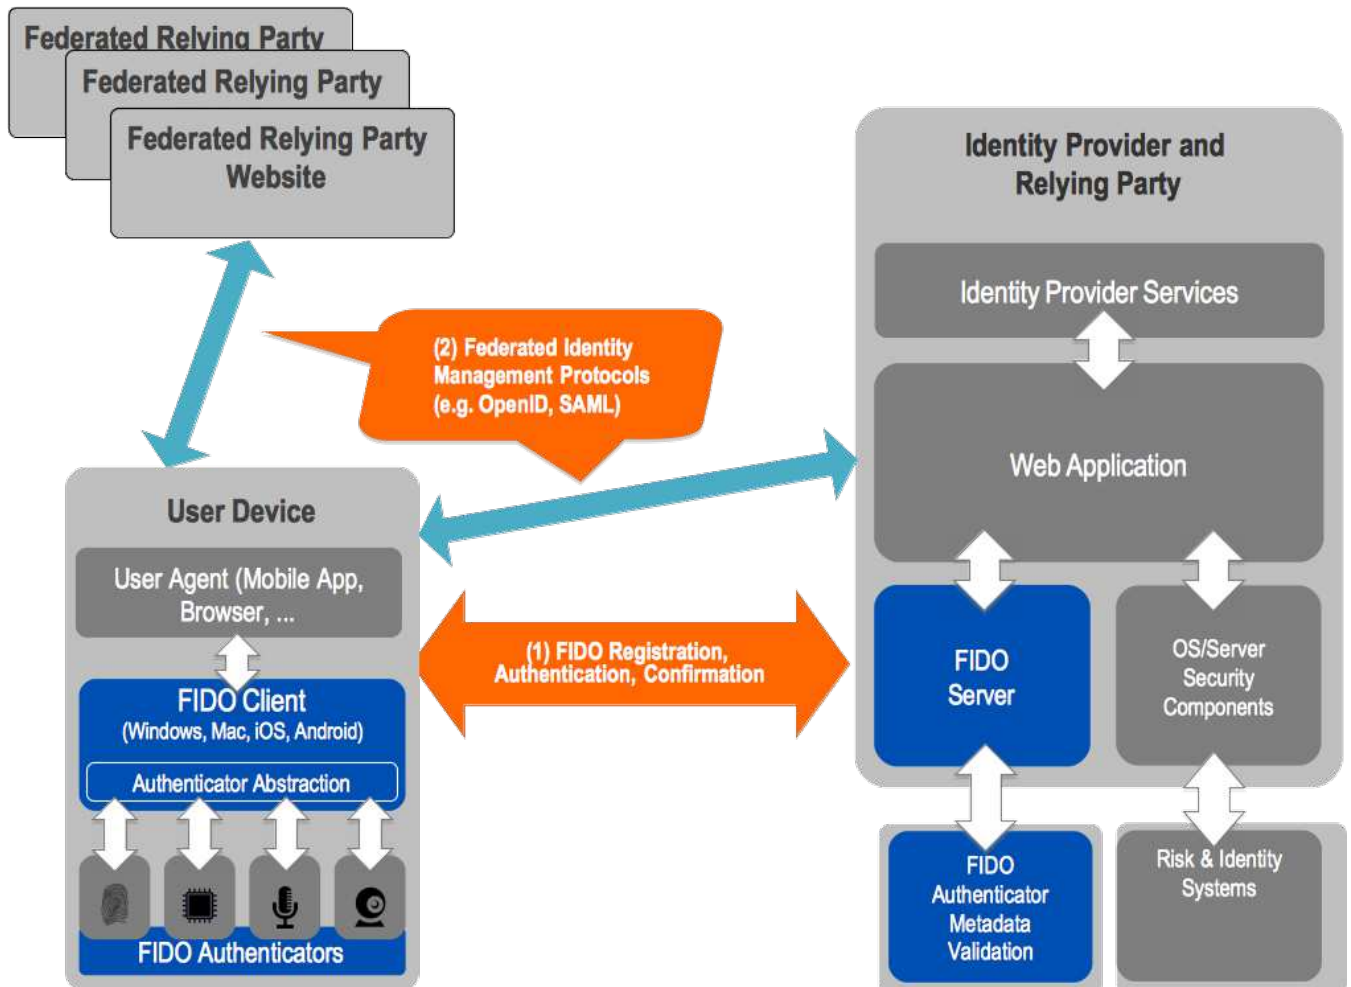 Federated Relying Party
Federated Relying Party
Federated Relying Party
Website
Identity Provider and
Relying Party
Identity Provider Services
(2) Federated Identity
Management Protocols
(e.g. OpenID, SAML)
Web Application
User Device
User Agent (Mobile App,
Browser, ...
(1) FIDO Registration,
Authentication, Confirmation
FIDO
Server
OS/Server
Security
Components
FIDO Client
(Windows, Mac, iOS, Android)
Authenticator Abstraction
FIDO Authenticators
FIDO
Authenticator
Metadata
Validation
Risk & Identity
Systems